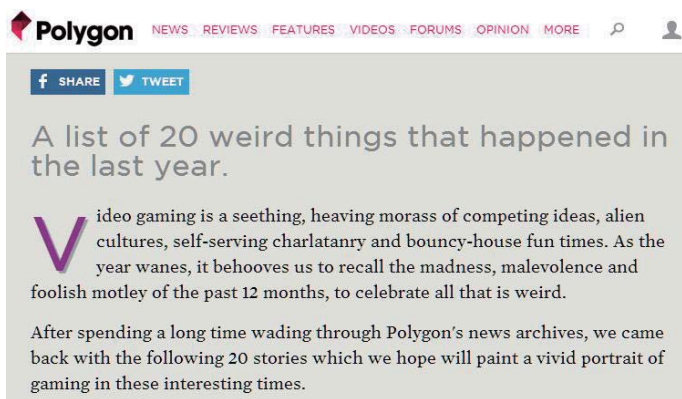 Polygon NEWS REVIEWS FEATURES VIDEOS FORUMS OPINION MORE
f SHARE TWEET
A list of 20 weird things that happened in
the last year.
Video gaming is a seething, heaving morass of competing ideas, alien
cultures, self-serving charlatanry and bouncy-house fun times. As the
year wanes, it behooves us to recall the madness, malevolence and
foolish motley of the past 12 months, to celebrate all that is weird.
After spending a long time wading through Polygon's news archives, we came
back with the following 20 stories which we hope will paint a vivid portrait of
gaming in these interesting times.